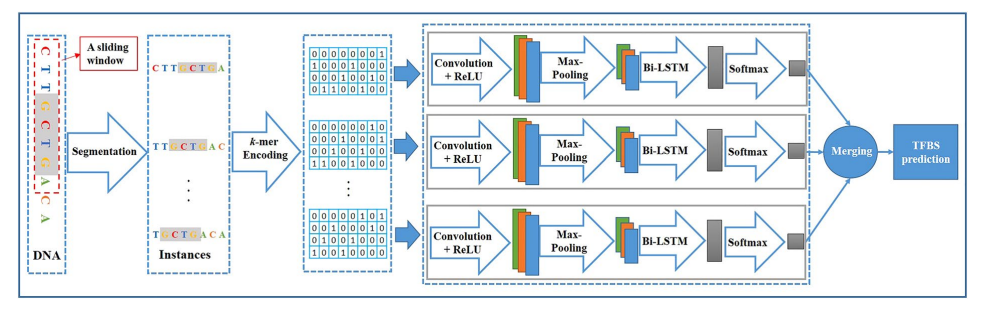 C
T
T
G
C
T
G
A
C
A
DNA
A sliding
window
Segmentation
CTTGCTGA
TTGCTGAC
TGCTGACA
Instances
k-mer
Encoding
0 0 0 0 0 0 0 1
1 0 0 0 1 0 0 0
0 0 0 1 0 0 1 0
0 1 1 0 0 1 0 0
0 0 0 0 0 0 1 0
0 0 0 1 0 0 0 1
0 0 1 0 0 1 0 0
1 1 0 0 1 0 0 0
0 0 0 0 0 1 0 1
0 0 1 0 0 0 1 0
0 1 0 0 1 0 0 0
1 0 0 1 0 0 0 0
Convolution
+ ReLU
Max-
Pooling
Bi-LSTM
Softmax
Convolution
+ ReLU
Max-
Pooling
Bi-LSTM
Softmax
Convolution
+ ReLU
Max-
Pooling
Bi-LSTM
Softmax
Merging
TFBS
prediction